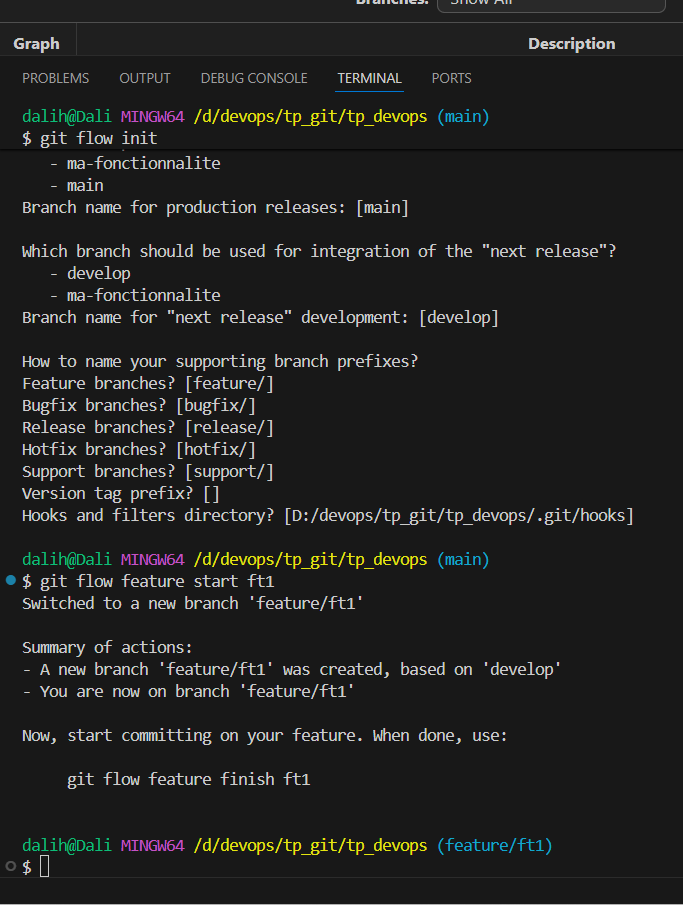 Branches: Show All
Graph Description
PROBLEMS OUTPUT DEBUG CONSOLE TERMINAL PORTS
dalih@Dali MINGW64 /d/devops/tp_git/tp_devops (main)
$ git flow init
- ma-fonctionnalite
- main
Branch name for production releases: [main]
Which branch should be used for integration of the "next release"?
- develop
- ma-fonctionnalite
Branch name for "next release" development: [develop]
How to name your supporting branch prefixes?
Feature branches? [feature/]
Bugfix branches? [bugfix/]
Release branches? [release/]
Hotfix branches? [hotfix/]
Support branches? [support/]
Version tag prefix? []
Hooks and filters directory? [D:/devops/tp_git/tp_devops/.git/hooks]
dalih@Dali MINGW64 /d/devops/tp_git/tp_devops (main)
$ git flow feature start ft1
Switched to a new branch 'feature/ft1'
Summary of actions:
- A new branch 'feature/ft1' was created, based on 'develop'
- You are now on branch 'feature/ft1'
Now, start committing on your feature. When done, use:
git flow feature finish ft1
dalih@Dali MINGW64 /d/devops/tp_git/tp_devops (feature/ft1)
$